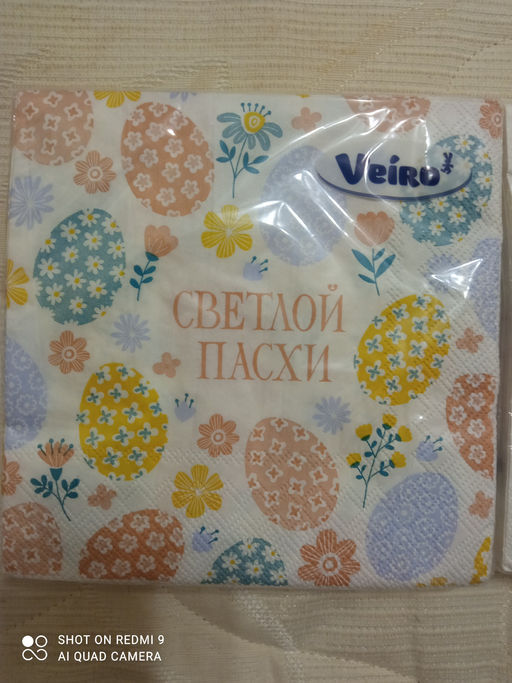 Veiro
СВЕТЛОЙ
ПАСХИ
SHOT ON REDMI 9
AI QUAD CAMERA